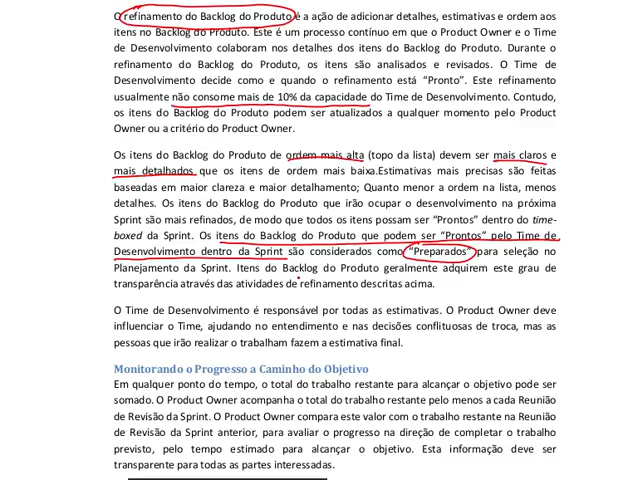 O refinamento do Backlog do Produto é a ação de adicionar detalhes, estimativas e ordem aos
itens no Backlog do Produto. Este é um processo contínuo em que o Product Owner e o Time
de Desenvolvimento colaboram nos detalhes dos itens do Backlog do Produto. Durante o
refinamento do Backlog do Produto, os itens são analisados e revisados. O Time de
Desenvolvimento decide como e quando o refinamento está “Pronto”. Este refinamento
usualmente não consome mais de 10% da capacidade do Time de Desenvolvimento. Contudo,
os itens do Backlog do Produto podem ser atualizados a qualquer momento pelo Product
Owner ou a critério do Product Owner.
Os itens do Backlog do Produto de ordem mais alta (topo da lista) devem ser mais claros e
mais detalhados que os itens de ordem mais baixa.Estimativas mais precisas são feitas
baseadas em maior clareza e maior detalhamento; Quanto menor a ordem na lista, menos
detalhes. Os itens do Backlog do Produto que irão ocupar o desenvolvimento na próxima
Sprint são mais refinados, de modo que todos os itens possam ser “Prontos” dentro do time-
boxed da Sprint. Os itens do Backlog do Produto que podem ser “Prontos” pelo Time de
Desenvolvimento dentro da Sprint são considerados como “Preparados” para seleção no
Planejamento da Sprint. Itens do Backlog do Produto geralmente adquirem este grau de
transparência através das atividades de refinamento descritas acima.
O Time de Desenvolvimento é responsável por todas as estimativas. O Product Owner deve
influenciar o Time, ajudando no entendimento e nas decisões conflituosas de troca, mas as
pessoas que irão realizar o trabalham fazem a estimativa final.
Monitorando o Progresso a Caminho do Objetivo
Em qualquer ponto do tempo, o total do trabalho restante para alcançar o objetivo pode ser
somado. O Product Owner acompanha o total do trabalho restante pelo menos a cada Reunião
de Revisão da Sprint. O Product Owner compara este valor com o trabalho restante na Reunião
de Revisão da Sprint anterior, para avaliar o progresso na direção de completar o trabalho
previsto, pelo tempo estimado para alcançar o objetivo. Esta informação deve ser
transparente para todas as partes interessadas.